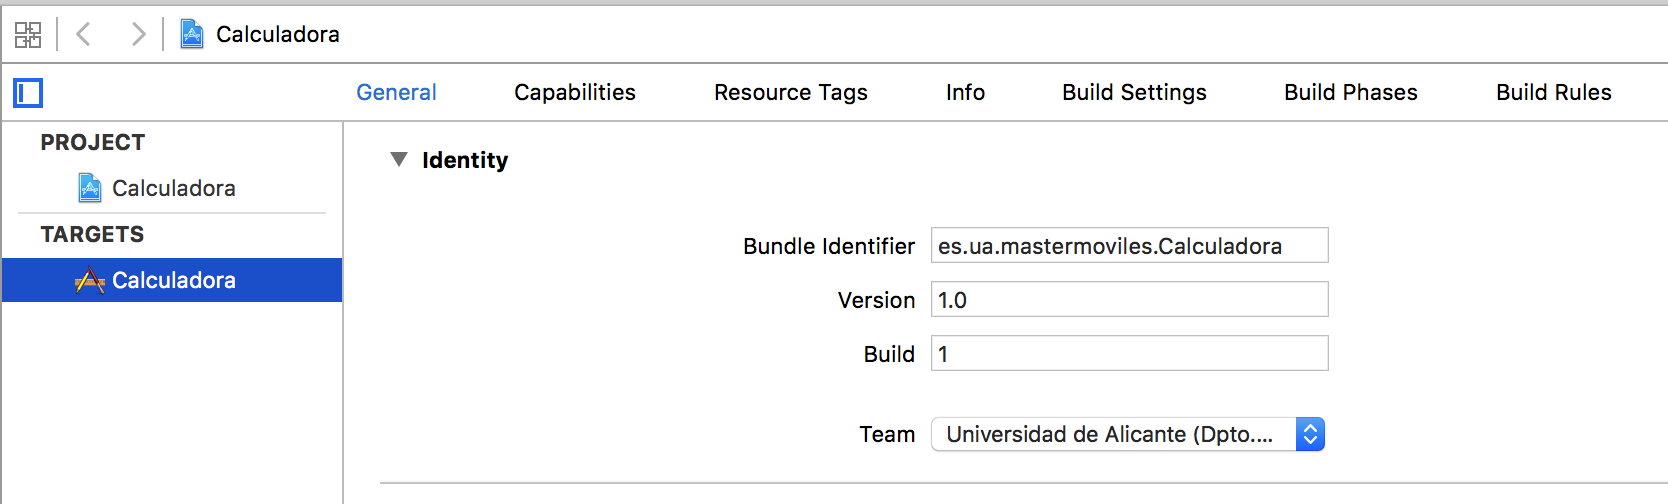 Calculadora
General Capabilities Resource Tags Info Build Settings Build Phases Build Rules
PROJECT
Calculadora
TARGETS
Calculadora
Identity
Bundle Identifier es.ua.mastermoviles.Calculadora
Version 1.0
Build 1
Team Universidad de Alicante (Dpto....